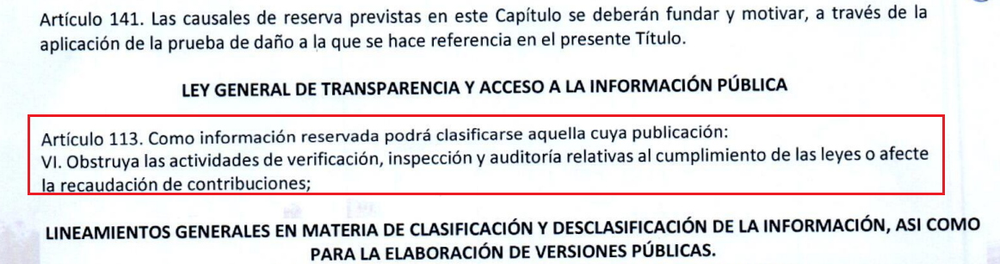 Artículo 141. Las causales de reserva previstas en este Capítulo se deberán fundar y motivar, a través de la
aplicación de la prueba de daño a la que se hace referencia en el presente Título.
LEY GENERAL DE TRANSPARENCIA Y ACCESO A LA INFORMACIÓN PÚBLICA
Artículo 113. Como información reservada podrá clasificarse aquella cuya publicación:
VI. Obstruya las actividades de verificación, inspección y auditoría relativas al cumplimiento de las leyes o afecte
la recaudación de contribuciones;
LINEAMIENTOS GENERALES EN MATERIA DE CLASIFICACIÓN Y DESCLASIFICACIÓN DE LA INFORMACIÓN, ASI COMO
PARA LA ELABORACIÓN DE VERSIONES PÚBLICAS.